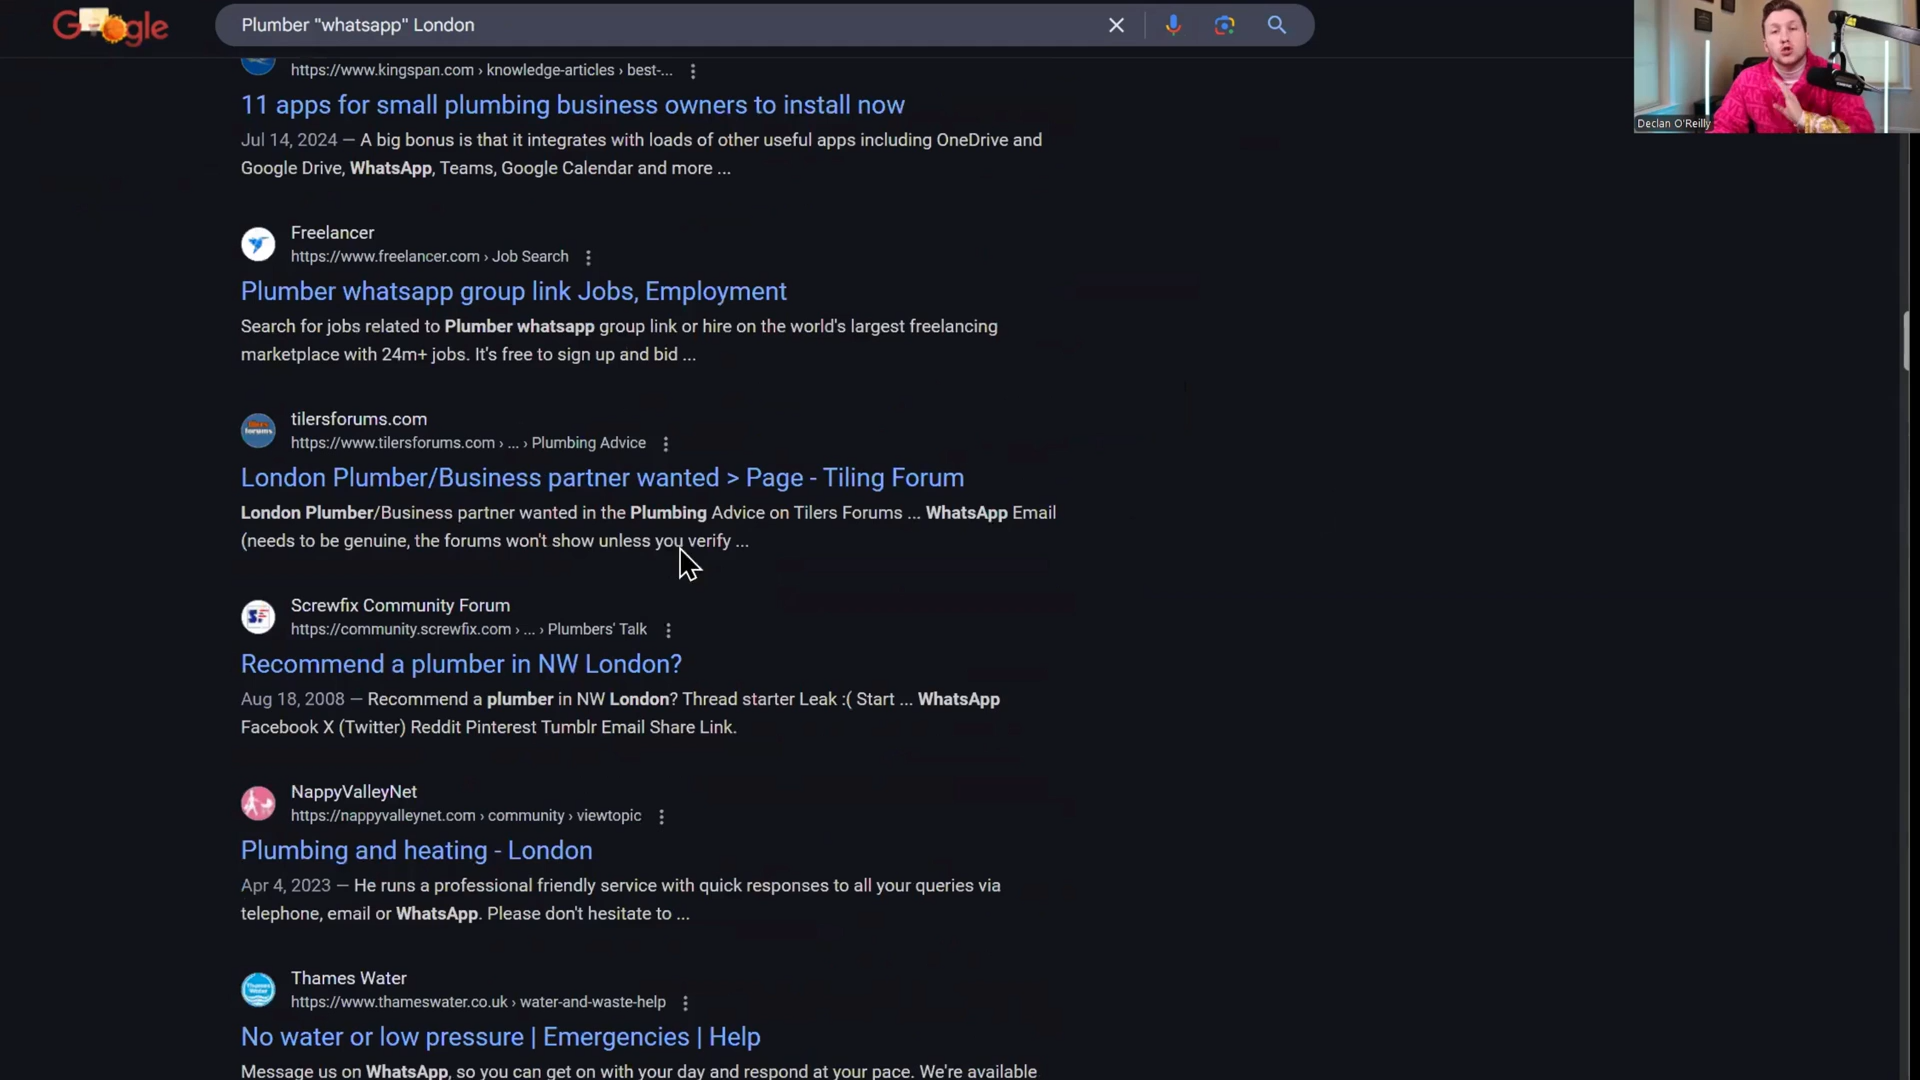 Google
Plumber "whatsapp" London
https://www.kingspan.com › knowledge-articles › best-...
11 apps for small plumbing business owners to install now
Jul 14, 2024 — A big bonus is that it integrates with loads of other useful apps including OneDrive and
Google Drive, WhatsApp, Teams, Google Calendar and more ...
Freelancer
https://www.freelancer.com › Job Search
Plumber whatsapp group link Jobs, Employment
Search for jobs related to Plumber whatsapp group link or hire on the world's largest freelancing
marketplace with 24m+ jobs. It's free to sign up and bid ...
tilersforums.com
https://www.tilersforums.com › ... › Plumbing Advice
London Plumber/Business partner wanted > Page - Tiling Forum
London Plumber/Business partner wanted in the Plumbing Advice on Tilers Forums ... WhatsApp Email
(needs to be genuine, the forums won't show unless you verify ...
Screwfix Community Forum
https://community.screwfix.com › ... › Plumbers' Talk
Recommend a plumber in NW London?
Aug 18, 2008 — Recommend a plumber in NW London? Thread starter Leak :( Start ... WhatsApp
Facebook X (Twitter) Reddit Pinterest Tumblr Email Share Link.
NappyValleyNet
https://nappyvalleynet.com › community › viewtopic
Plumbing and heating - London
Apr 4, 2023 — He runs a professional friendly service with quick responses to all your queries via
telephone, email or WhatsApp. Please don't hesitate to ...
Thames Water
https://www.thameswater.co.uk › water-and-waste-help
No water or low pressure | Emergencies | Help
Message us on WhatsApp, so you can get on with your day and respond at your pace. We're available
Declan O'Reilly